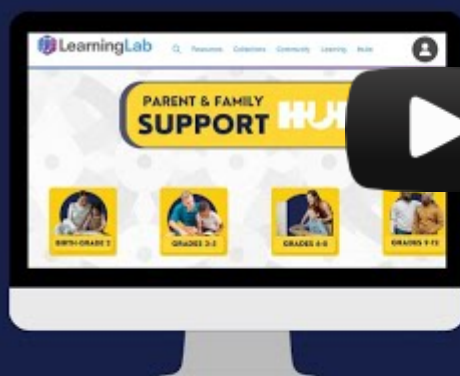 LearningLab
Resources Collections Community Learning
PARENT & FAMILY
SUPPORT HUB
BIRTH-GRADE 2
GRADES 3-5
GRADES 6-8
GRADES 9-12